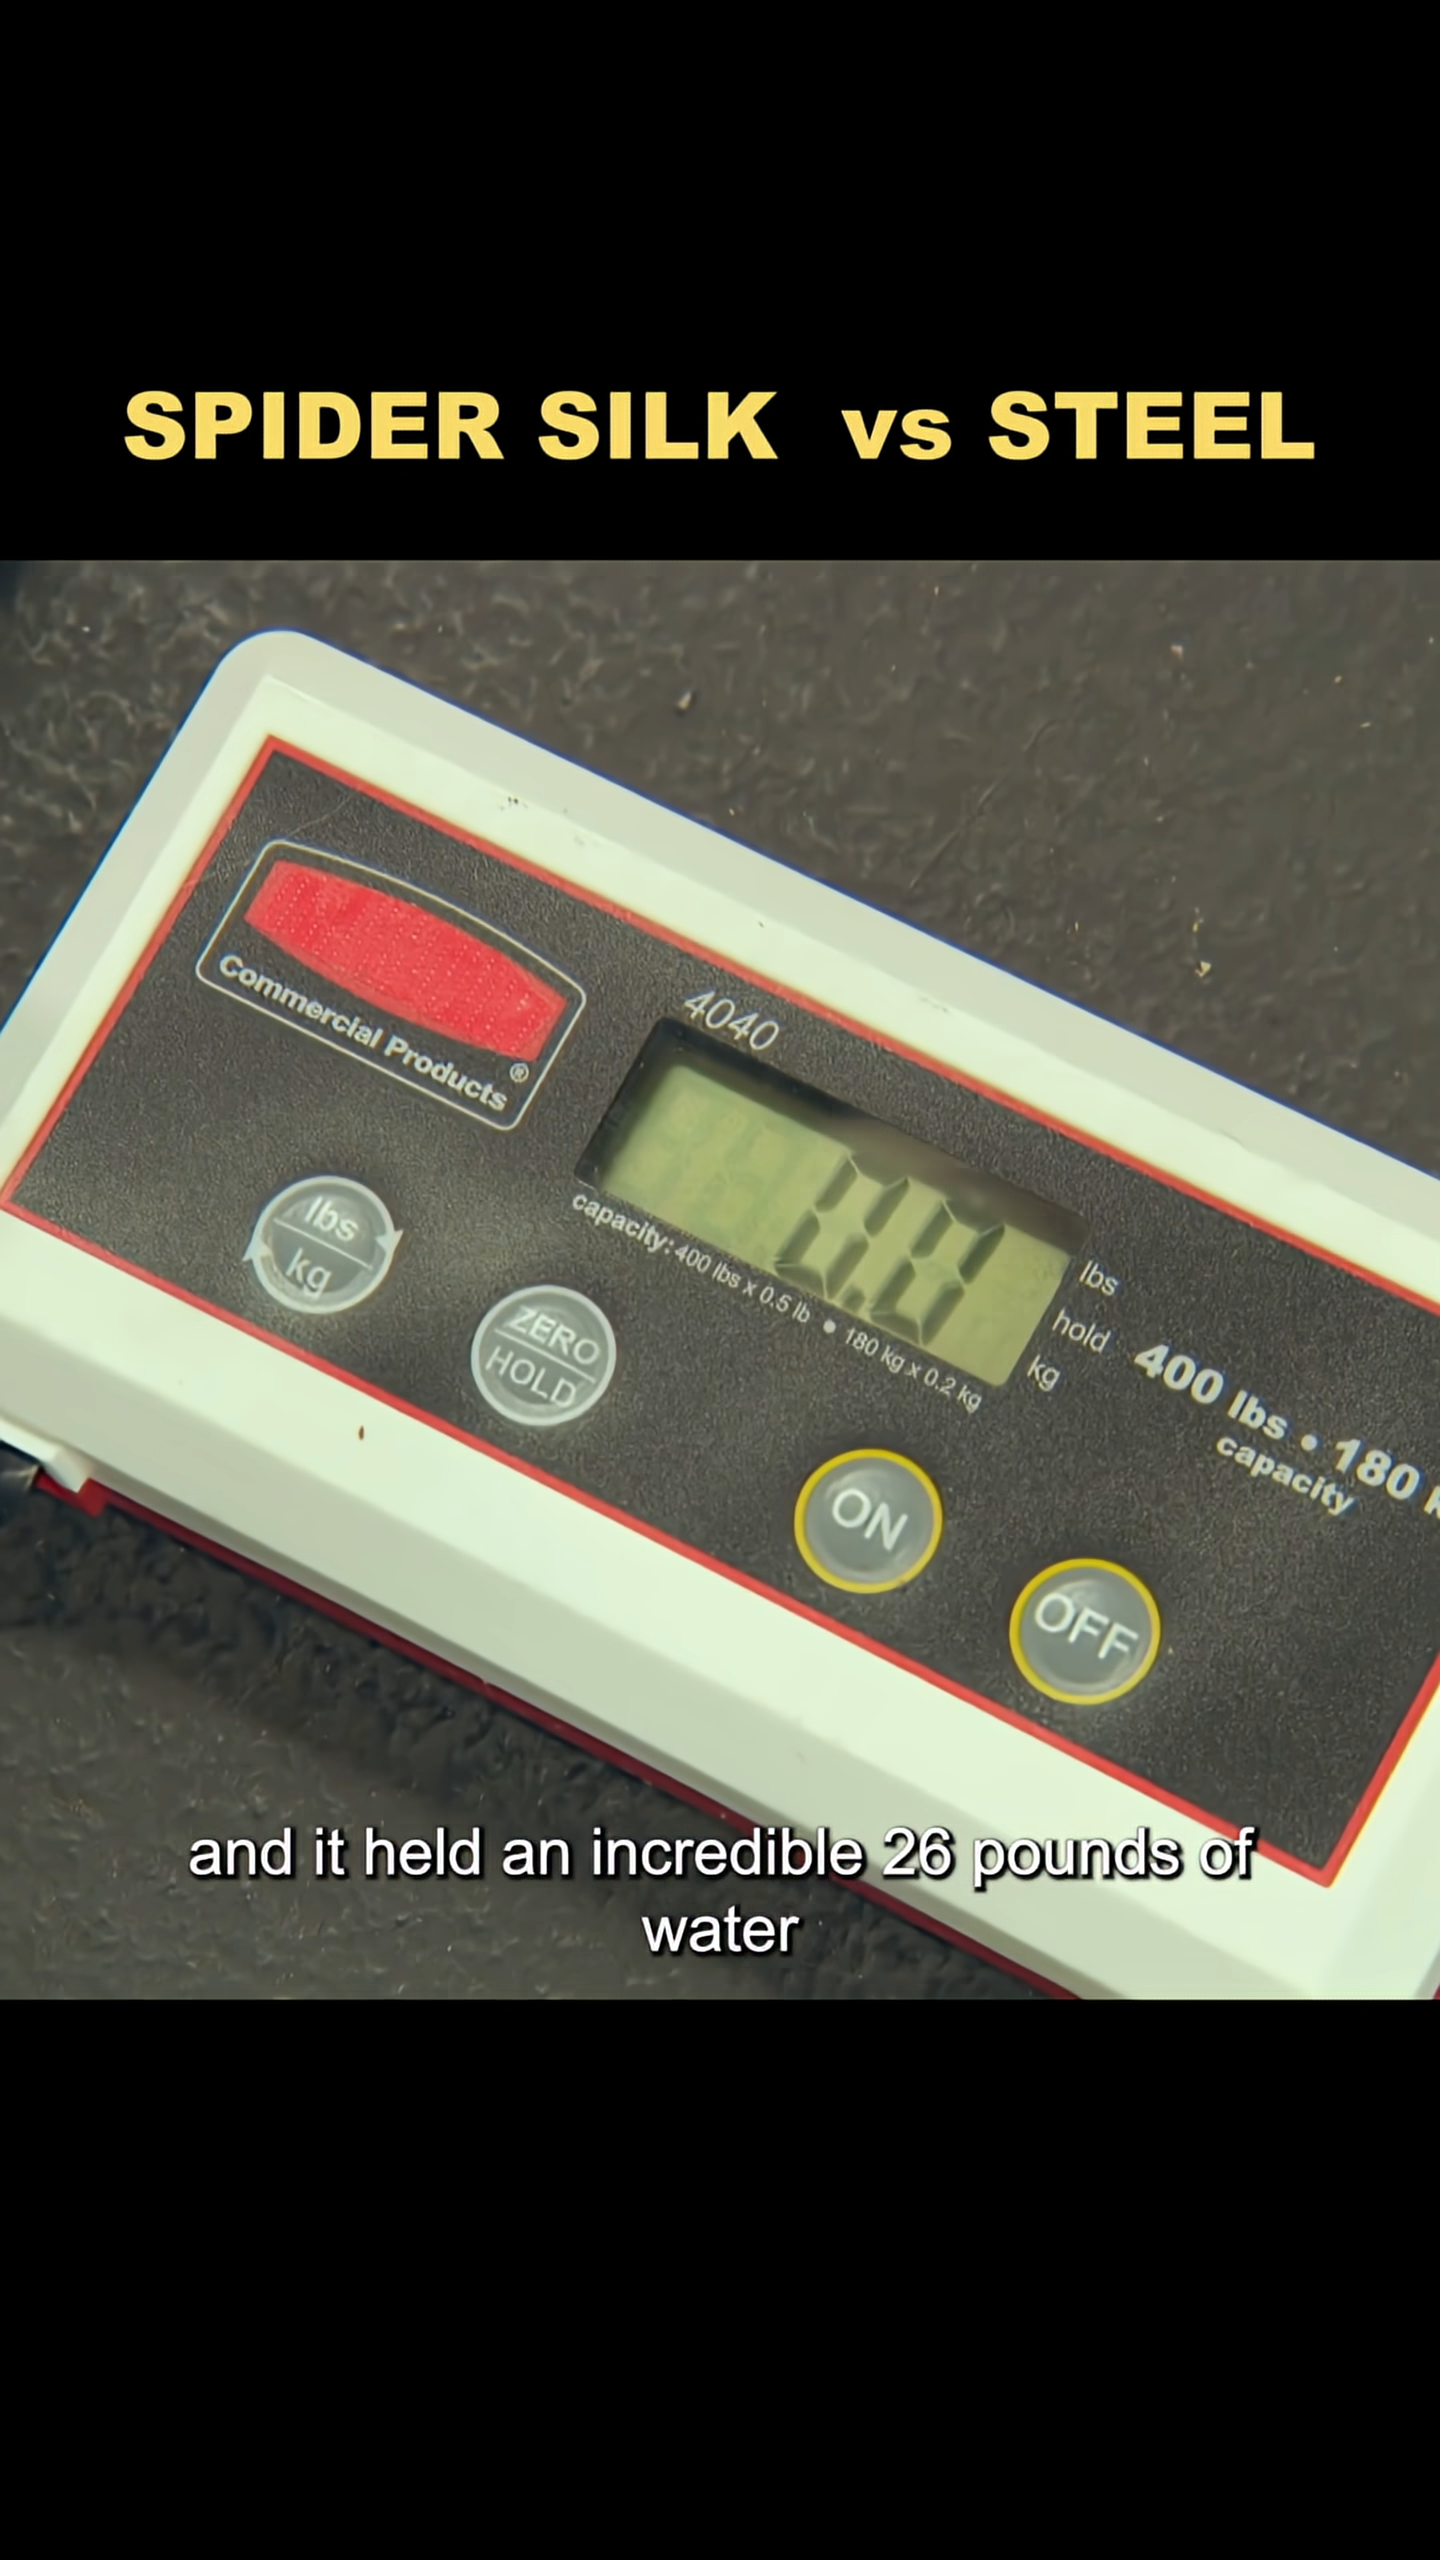 SPIDER SILK vs STEEL
Commercial Products®
4040
lbs
kg
ZERO
HOLD
capacity: 400 lbs x 0.5 lb • 180 kg x 0.2 kg
lbs
hold
kg
400 lbs • 180
capacity
ON
OFF
and it held an incredible 26 pounds of
water